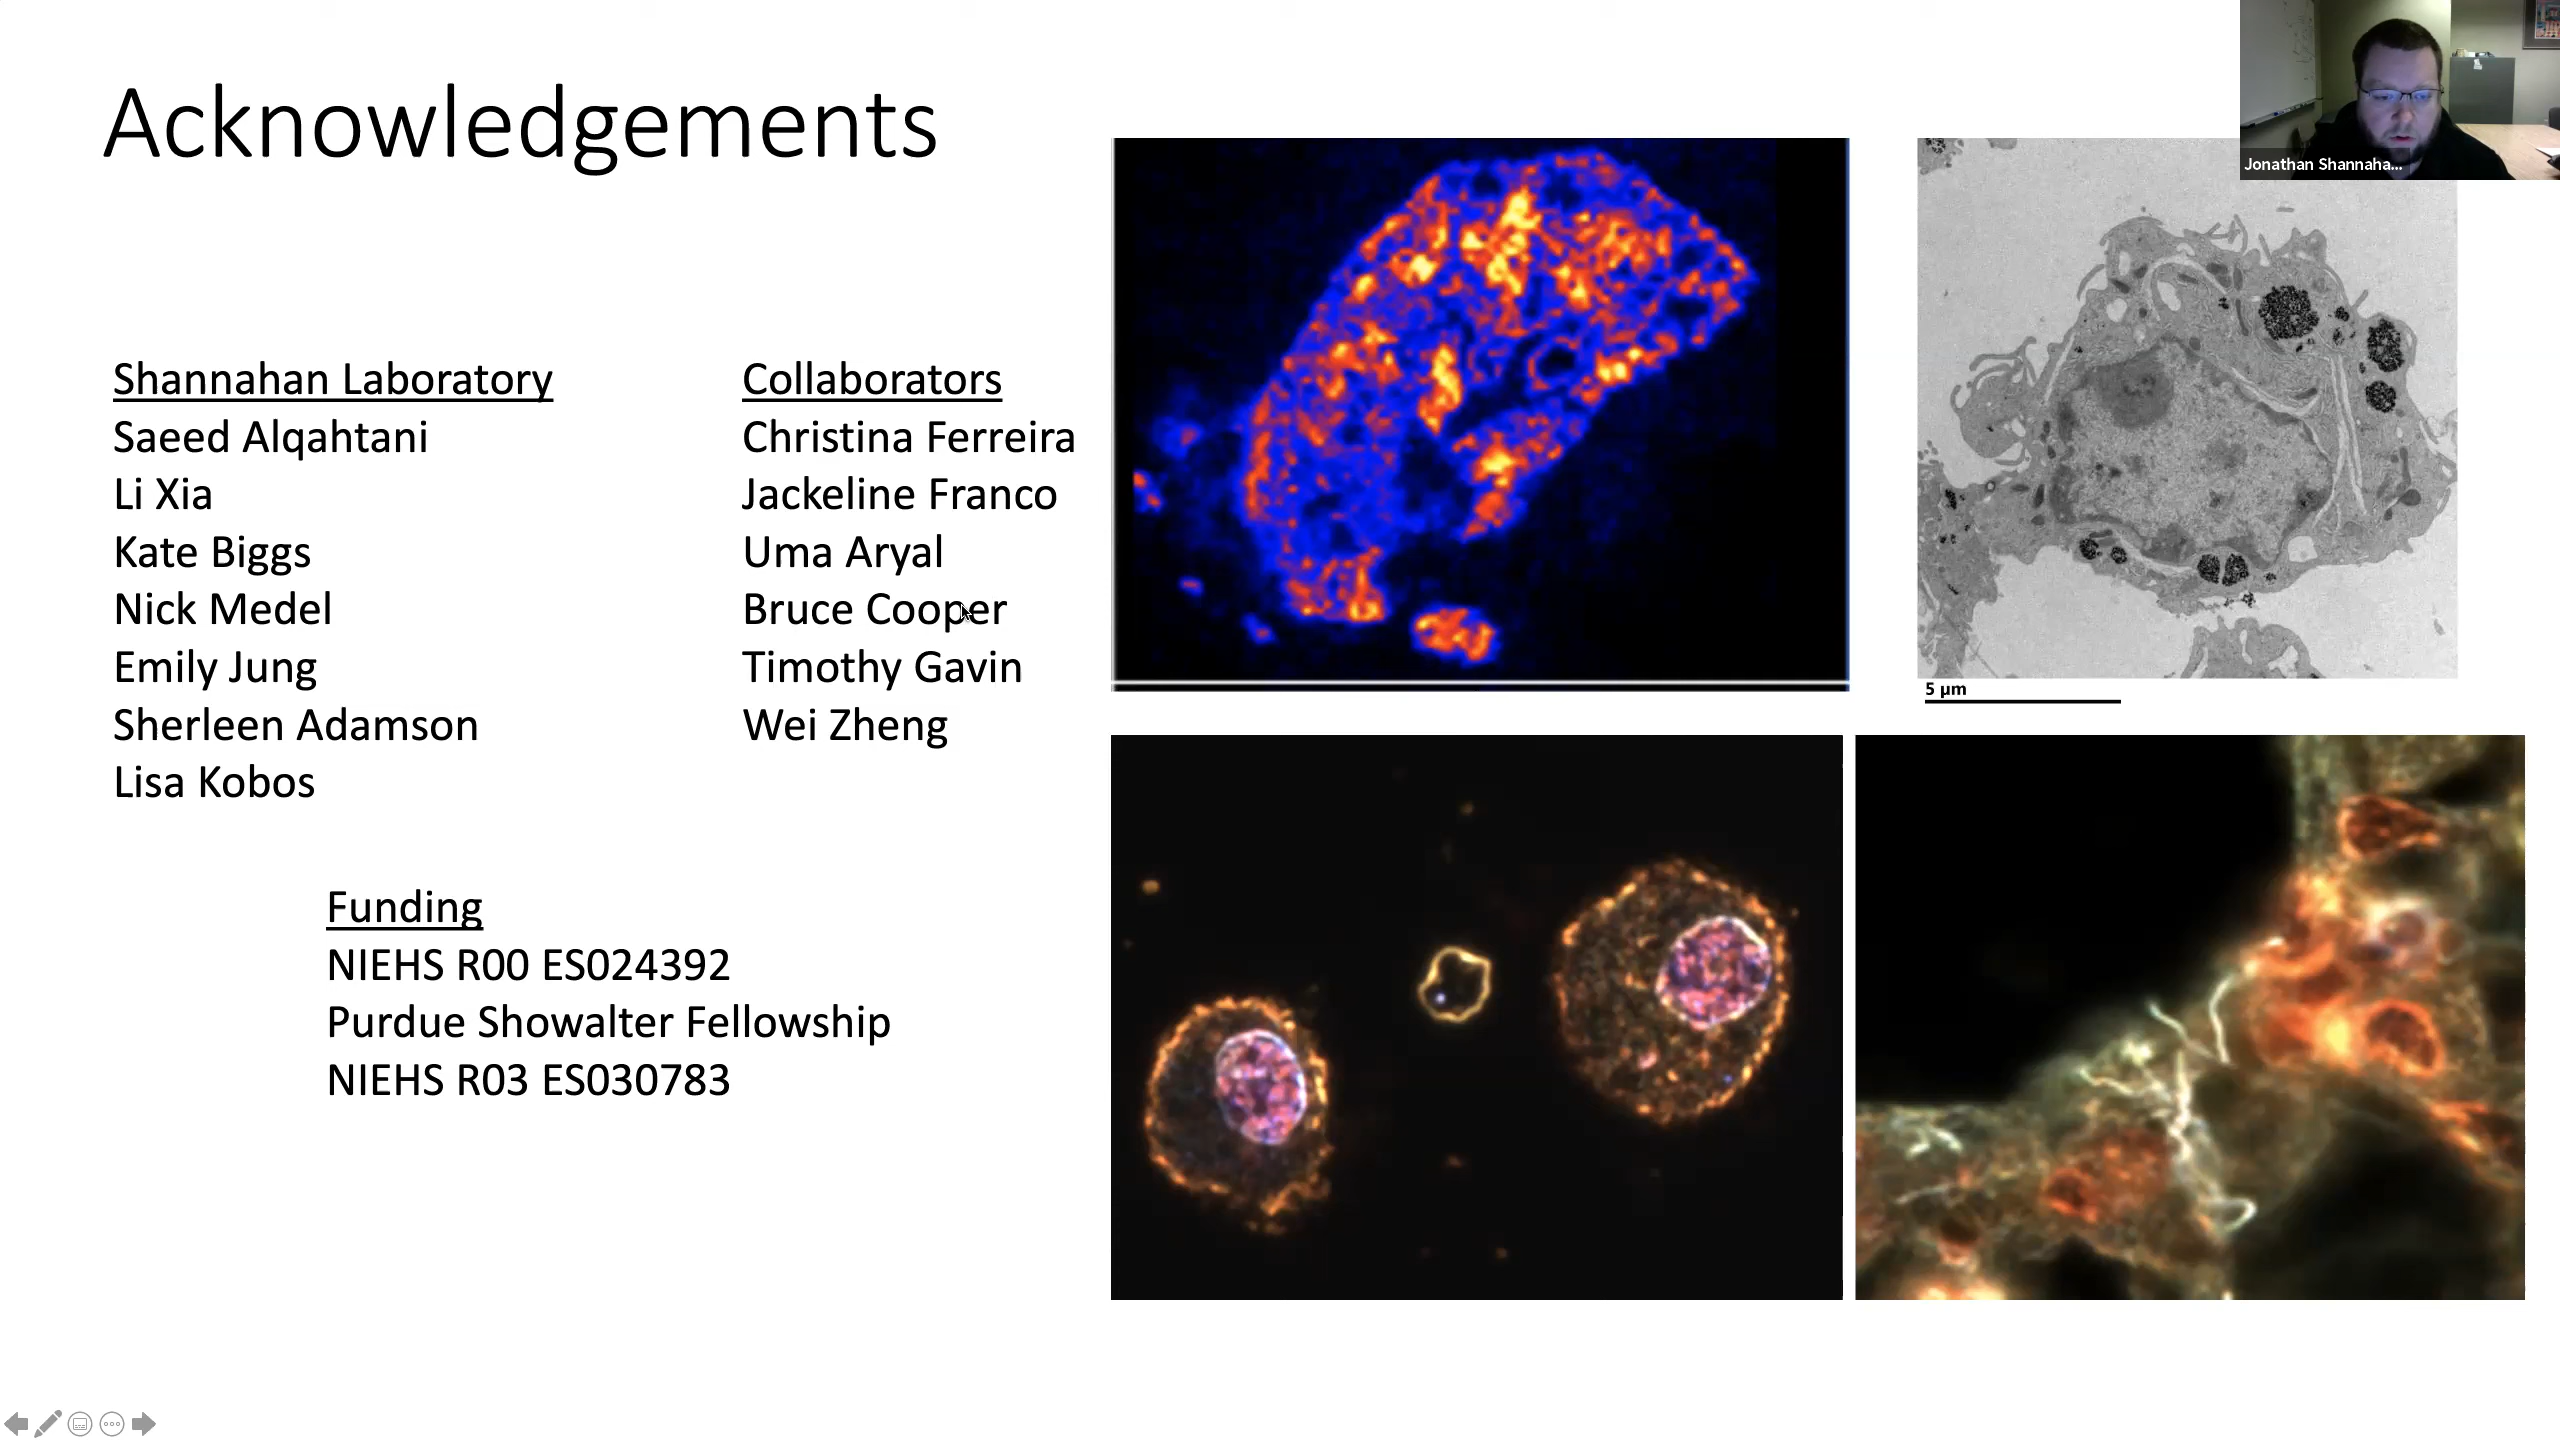 Acknowledgements
Jonathan Shannaha...
Shannahan Laboratory
Saeed Alqahtani
Li Xia
Kate Biggs
Nick Medel
Emily Jung
Sherleen Adamson
Lisa Kobos
Collaborators
Christina Ferreira
Jackeline Franco
Uma Aryal
Bruce Cooper
Timothy Gavin
Wei Zheng
Funding
NIEHS R00 ES024392
Purdue Showalter Fellowship
NIEHS R03 ES030783
5 µm